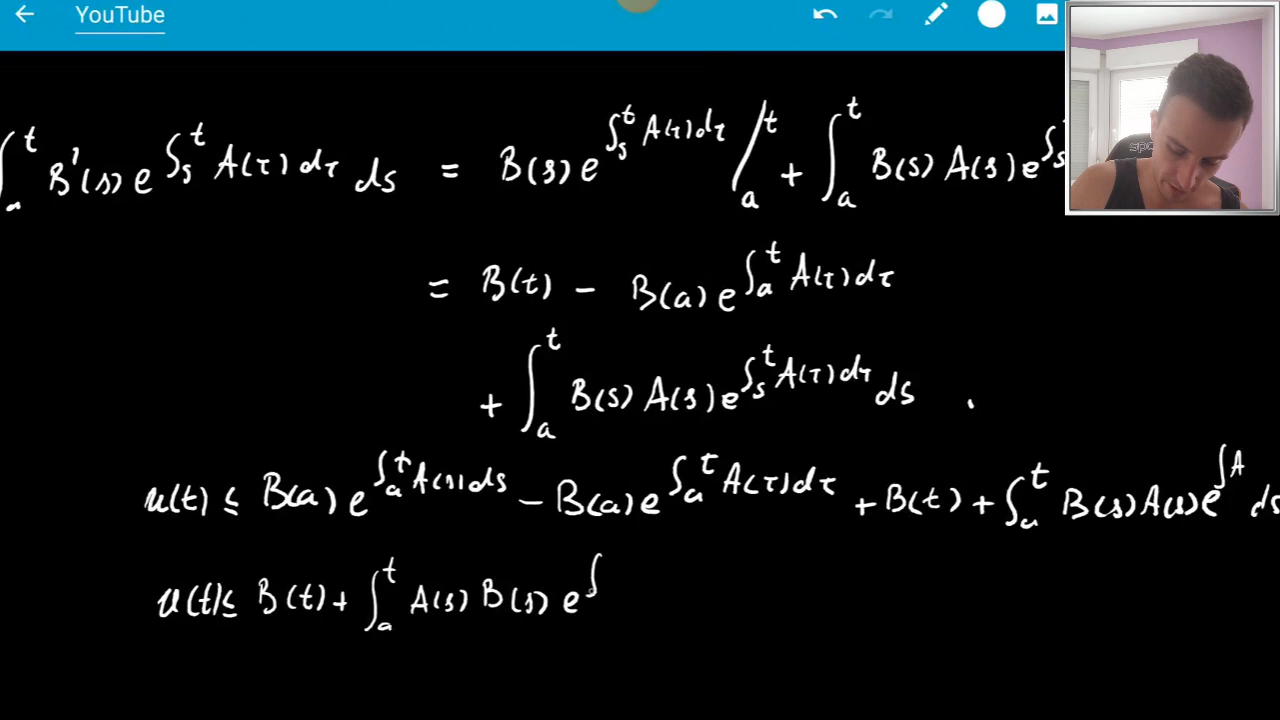 YouTube
∫_a^t B'(s) e^{∫_s^t A(τ)dτ} ds = B(s) e^{∫_s^t A(τ)dτ} /_a^t + ∫_a^t B(s) A(s) e^{∫_s
= B(t) - B(a) e^{∫_a^t A(τ)dτ}
+ ∫_a^t B(s) A(s) e^{∫_s^t A(τ)dτ} ds .
u(t) ≤ B(a) e^{∫_a^t A(s)ds} - B(a) e^{∫_a^t A(τ)dτ} + B(t) + ∫_a^t B(s) A(s) e^{∫A} ds
u(t) ≤ B(t) + ∫_a^t A(s) B(s) e^∫